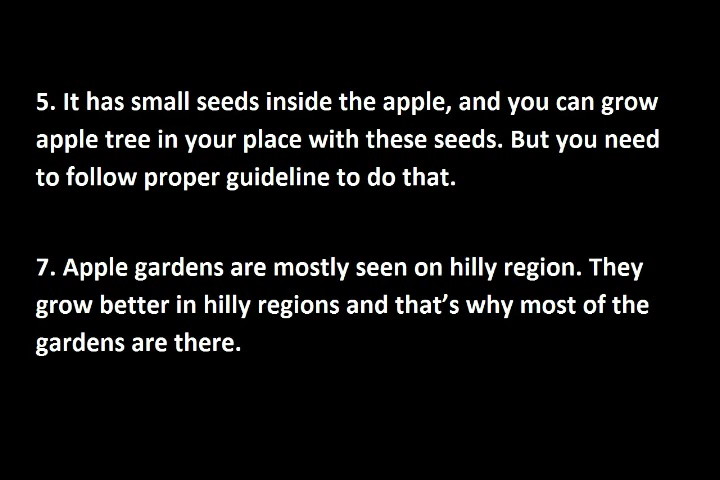 5. It has small seeds inside the apple, and you can grow
apple tree in your place with these seeds. But you need
to follow proper guideline to do that.
7. Apple gardens are mostly seen on hilly region. They
grow better in hilly regions and that’s why most of the
gardens are there.